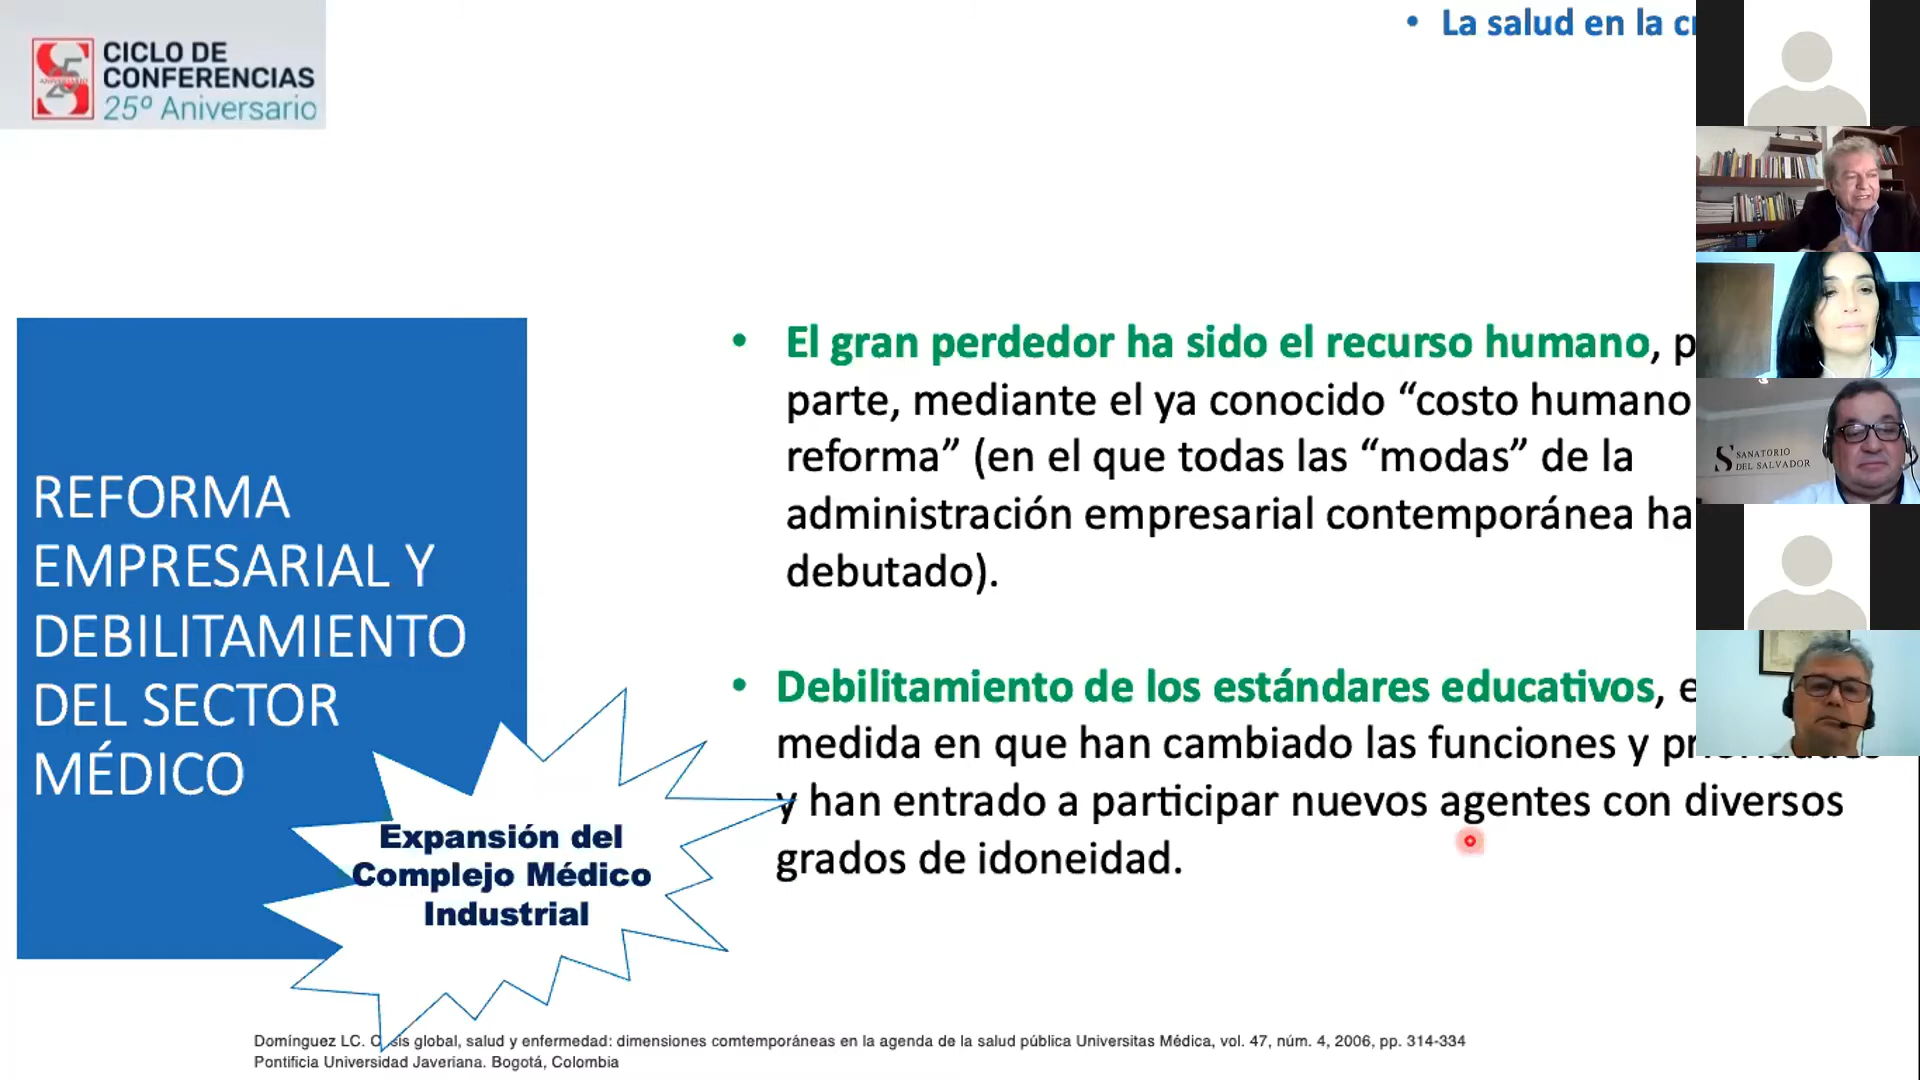 CICLO DE
CONFERENCIAS
25º Aniversario
• La salud en la
SANATORIO
DEL SALVADOR
REFORMA
EMPRESARIAL Y
DEBILITAMIENTO
DEL SECTOR
MÉDICO
Expansión del
Complejo Médico
Industrial
• El gran perdedor ha sido el recurso humano,
parte, mediante el ya conocido “costo humano
reforma” (en el que todas las “modas” de la
administración empresarial contemporánea
debutado).
• Debilitamiento de los estándares educativos,
medida en que han cambiado las funciones y
y han entrado a participar nuevos agentes con diversos
grados de idoneidad.
Domínguez LC. Crisis global, salud y enfermedad: dimensiones comtemporáneas en la agenda de la salud pública Universitas Médica, vol. 47, núm. 4, 2006, pp. 314-334
Pontificia Universidad Javeriana. Bogotá, Colombia